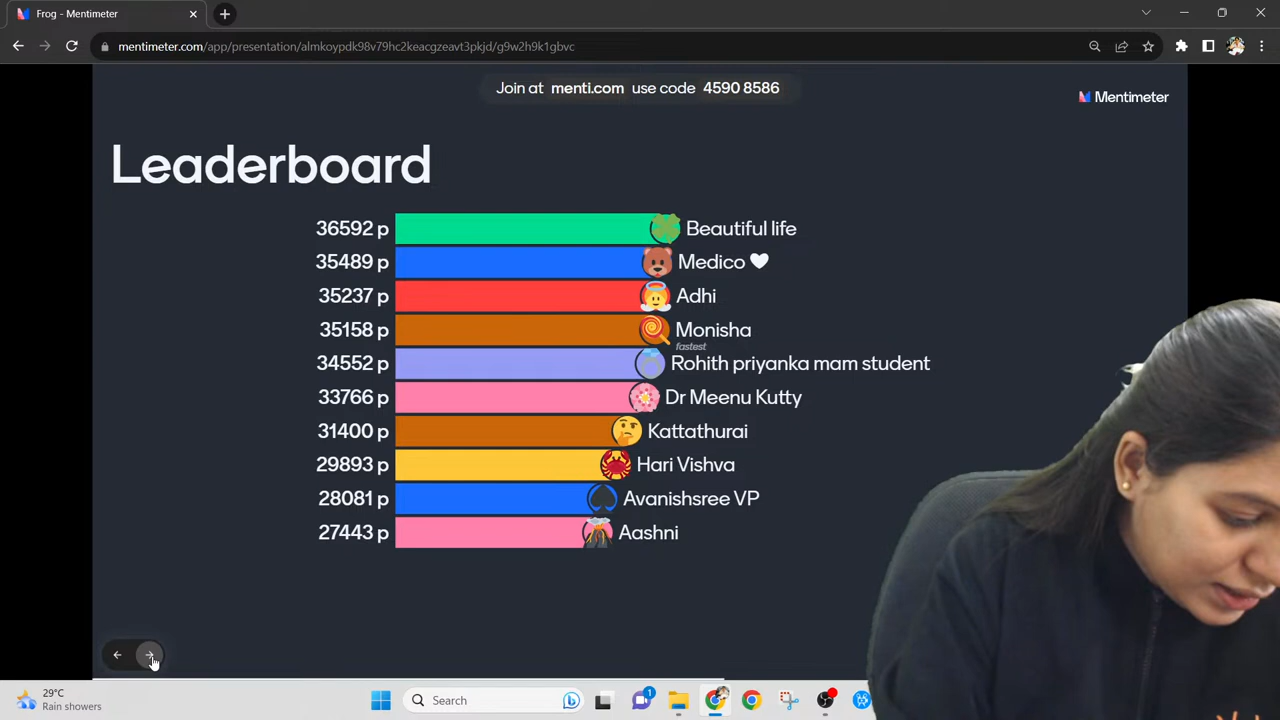 Frog - Mentimeter
mentimeter.com/app/presentation/almkoypdk98v79hc2keacgzeavt3pkjd/g9w2h9k1gbvc
Join at menti.com use code 4590 8586
Mentimeter
Leaderboard
36592 p Beautiful life
35489 p Medico 🤍
35237 p Adhi
35158 p Monisha
fastest
34552 p Rohith priyanka mam student
33766 p Dr Meenu Kutty
31400 p Kattathurai
29893 p Hari Vishva
28081 p Avanishsree VP
27443 p Aashni
29°C
Rain showers
Search
1